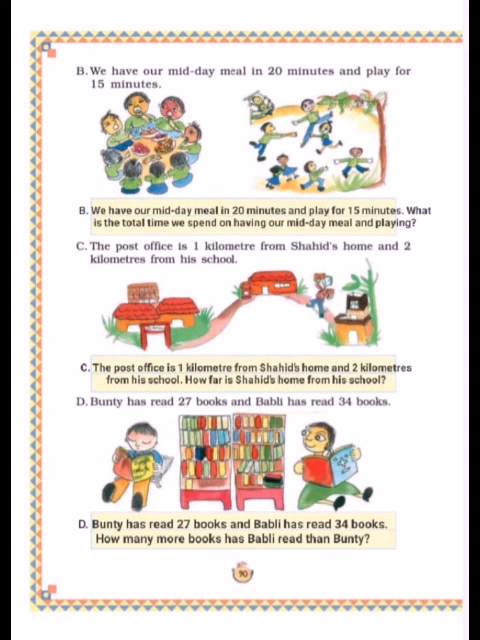 B. We have our mid-day meal in 20 minutes and play for
15 minutes.
B. We have our mid-day meal in 20 minutes and play for 15 minutes. What
is the total time we spend on having our mid-day meal and playing?
C. The post office is 1 kilometre from Shahid's home and 2
kilometres from his school.
C. The post office is 1 kilometre from Shahid's home and 2 kilometres
from his school. How far is Shahid's home from his school?
D. Bunty has read 27 books and Babli has read 34 books.
D. Bunty has read 27 books and Babli has read 34 books.
How many more books has Babli read than Bunty?
90